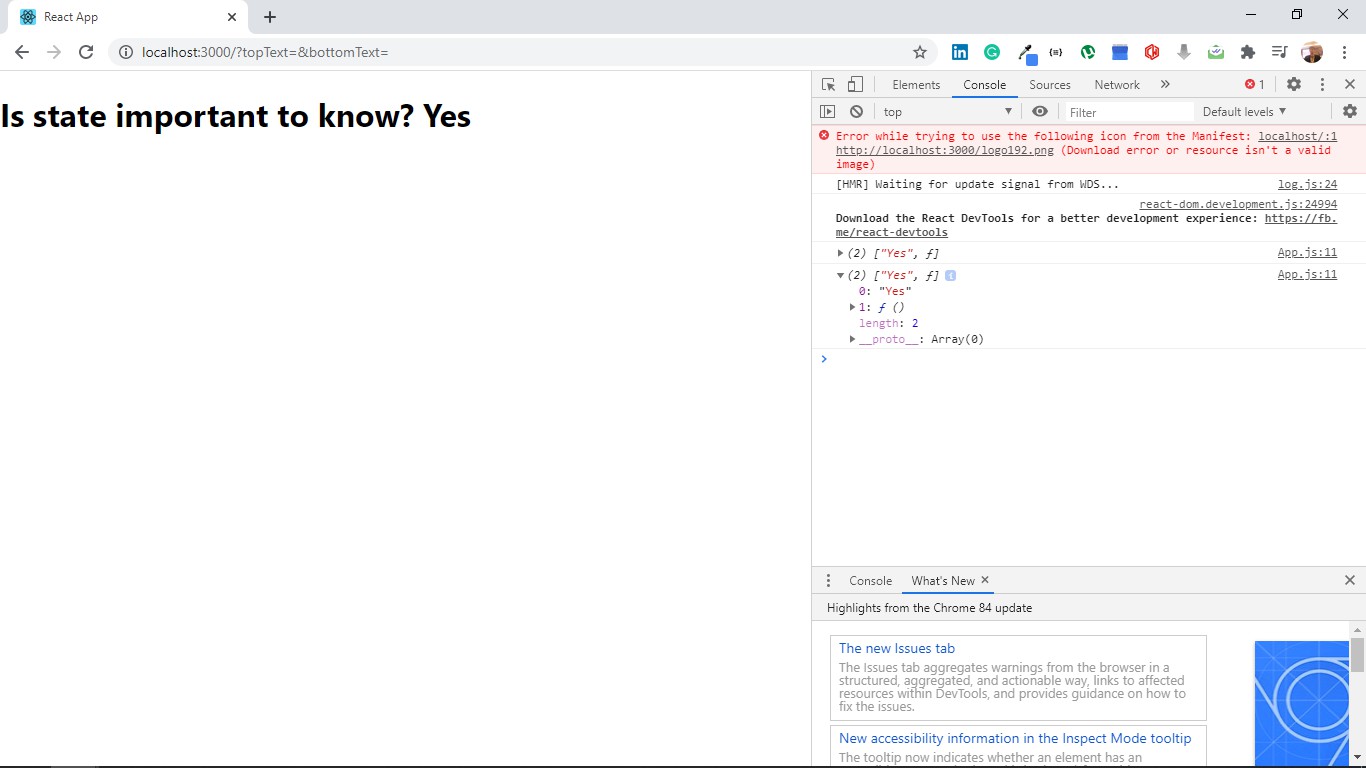 React App
localhost:3000/?topText=&bottomText=
Is state important to know? Yes
Elements Console Sources Network 1
top Filter Default levels
Error while trying to use the following icon from the Manifest: localhost/:1
http://localhost:3000/logo192.png (Download error or resource isn't a valid
image)
[HMR] Waiting for update signal from WDS... log.js:24
react-dom.development.js:24994
Download the React DevTools for a better development experience: https://fb.
me/react-devtools
(2) ["Yes", ƒ] App.js:11
(2) ["Yes", ƒ] App.js:11
0: "Yes"
1: ƒ ()
length: 2
__proto__: Array(0)
Console What's New
Highlights from the Chrome 84 update
The new Issues tab
The Issues tab aggregates warnings from the browser in a
structured, aggregated, and actionable way, links to affected
resources within DevTools, and provides guidance on how to
fix the issues.
New accessibility information in the Inspect Mode tooltip
The tooltip now indicates whether an element has an